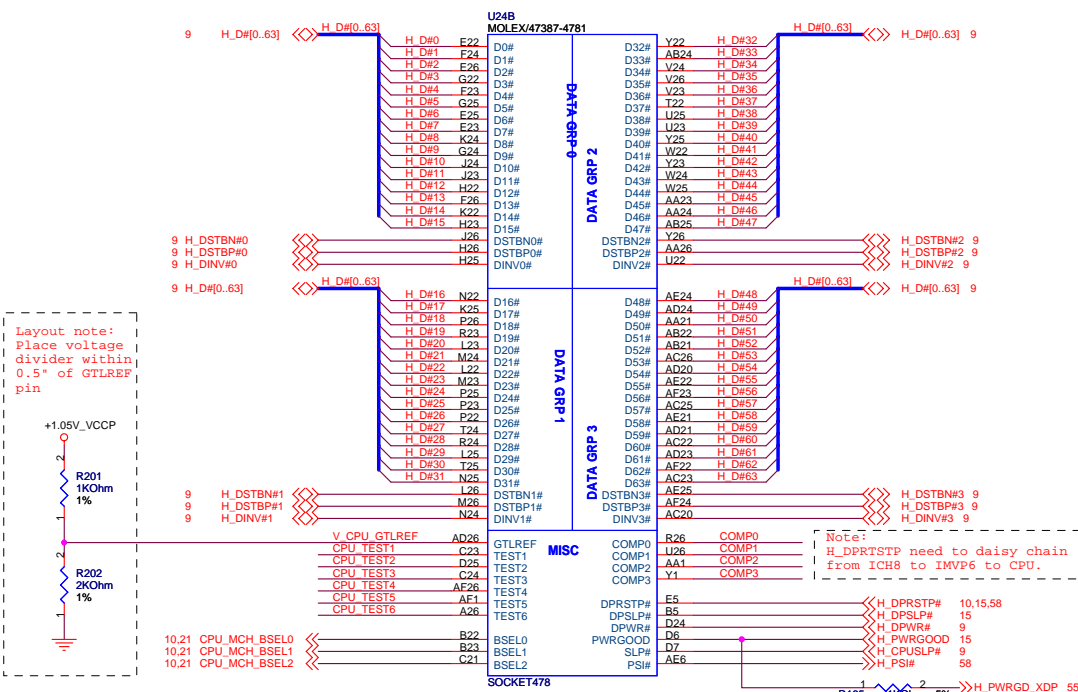 U24B
MOLEX/47387-4781
9 H_D#[0..63] H_D#[0..63] H_D#[0..63] H_D#[0..63] 9
H_D#0 E22 D0# D32# Y22 H_D#32
H_D#1 F24 D1# D33# AB24 H_D#33
H_D#2 E26 D2# D34# V24 H_D#34
H_D#3 G22 D3# D35# V26 H_D#35
H_D#4 F23 D4# D36# V23 H_D#36
H_D#5 G25 D5# D37# T22 H_D#37
H_D#6 E25 D6# D38# U25 H_D#38
H_D#7 E23 D7# D39# U23 H_D#39
H_D#8 K24 D8# D40# Y25 H_D#40
H_D#9 G24 D9# D41# W22 H_D#41
H_D#10 J24 D10# D42# Y23 H_D#42
H_D#11 J23 D11# D43# W24 H_D#43
H_D#12 H22 D12# D44# W25 H_D#44
H_D#13 F26 D13# D45# AA23 H_D#45
H_D#14 K22 D14# D46# AA24 H_D#46
H_D#15 H23 D15# D47# AB25 H_D#47
DATA GRP 0
DATA GRP 2
9 H_DSTBN#0 J26 DSTBN0# DSTBN2# Y26 H_DSTBN#2 9
9 H_DSTBP#0 H26 DSTBP0# DSTBP2# AA26 H_DSTBP#2 9
9 H_DINV#0 H25 DINV0# DINV2# U22 H_DINV#2 9
9 H_D#[0..63] H_D#[0..63] H_D#[0..63] H_D#[0..63] 9
H_D#16 N22 D16# D48# AE24 H_D#48
H_D#17 K25 D17# D49# AD24 H_D#49
H_D#18 P26 D18# D50# AA21 H_D#50
H_D#19 R23 D19# D51# AB22 H_D#51
H_D#20 L23 D20# D52# AB21 H_D#52
H_D#21 M24 D21# D53# AC26 H_D#53
H_D#22 L22 D22# D54# AD20 H_D#54
H_D#23 M23 D23# D55# AE22 H_D#55
H_D#24 P25 D24# D56# AF23 H_D#56
H_D#25 P23 D25# D57# AC25 H_D#57
H_D#26 P22 D26# D58# AE21 H_D#58
H_D#27 T24 D27# D59# AD21 H_D#59
H_D#28 R24 D28# D60# AC22 H_D#60
H_D#29 L25 D29# D61# AD23 H_D#61
H_D#30 T25 D30# D62# AF22 H_D#62
H_D#31 N25 D31# D63# AC23 H_D#63
DATA GRP 1
DATA GRP 3
9 H_DSTBN#1 L26 DSTBN1# DSTBN3# AE25 H_DSTBN#3 9
9 H_DSTBP#1 M26 DSTBP1# DSTBP3# AF24 H_DSTBP#3 9
9 H_DINV#1 N24 DINV1# DINV3# AC20 H_DINV#3 9
Layout note:
Place voltage
divider within
0.5" of GTLREF
pin
+1.05V_VCCP
2
R201
1KOhm
1%
1
2
R202
2KOhm
1%
1
MISC
V_CPU_GTLREF AD26 GTLREF COMP0 R26 COMP0
CPU_TEST1 C23 TEST1 COMP1 U26 COMP1
CPU_TEST2 D25 TEST2 COMP2 AA1 COMP2
CPU_TEST3 C24 TEST3 COMP3 Y1 COMP3
CPU_TEST4 AF26 TEST4
CPU_TEST5 AF1 TEST5
CPU_TEST6 A26 TEST6
Note:
H_DPRTSTP need to daisy chain
from ICH8 to IMVP6 to CPU.
DPRSTP# E5 H_DPRSTP# 10,15,58
DPSLP# B5 H_DPSLP# 15
DPWR# D24 H_DPWR# 9
PWRGOOD D6 H_PWRGOOD 15
SLP# D7 H_CPUSLP# 9
PSI# AE6 H_PSI# 58
10,21 CPU_MCH_BSEL0 B22 BSEL0
10,21 CPU_MCH_BSEL1 B23 BSEL1
10,21 CPU_MCH_BSEL2 C21 BSEL2
SOCKET478
1 2 H_PWRGD_XDP 55